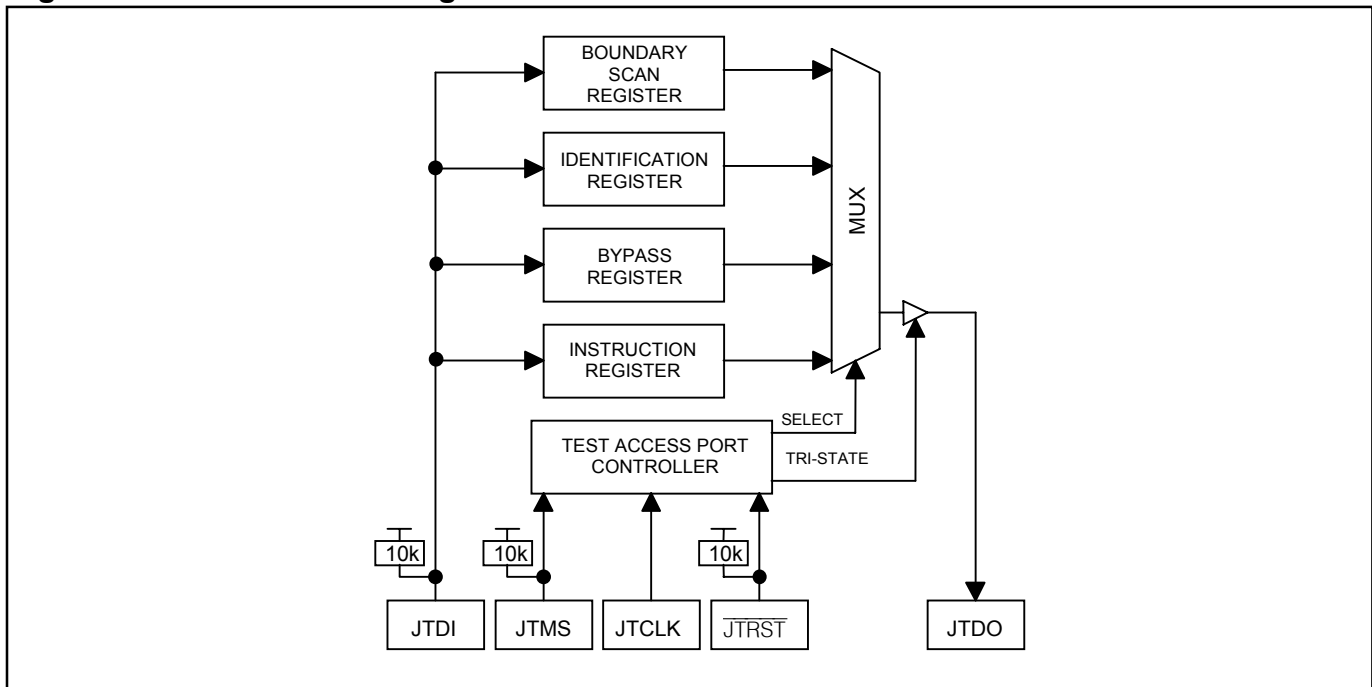 BOUNDARY
SCAN
REGISTER
IDENTIFICATION
REGISTER
BYPASS
REGISTER
INSTRUCTION
REGISTER
MUX
SELECT
TEST ACCESS PORT
CONTROLLER
TRI-STATE
10k
10k
10k
JTDI
JTMS
JTCLK
J̅T̅R̅S̅T̅
JTDO